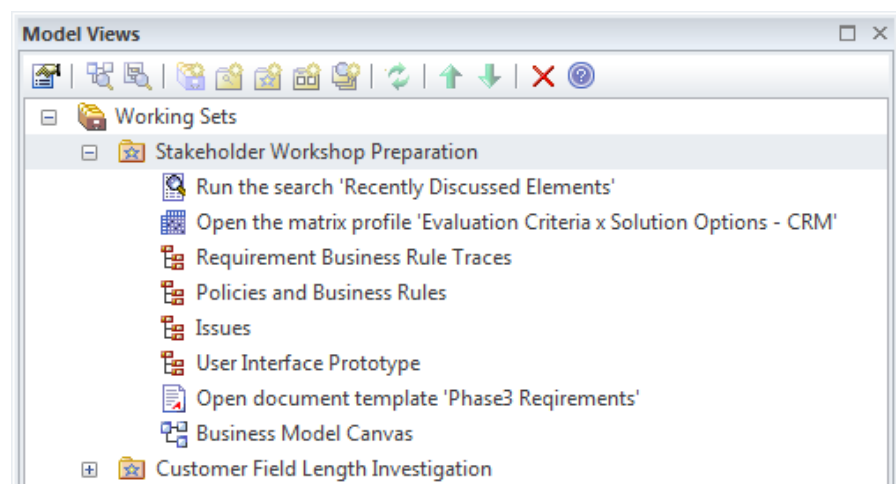 Model Views
Working Sets
Stakeholder Workshop Preparation
Run the search 'Recently Discussed Elements'
Open the matrix profile 'Evaluation Criteria x Solution Options - CRM'
Requirement Business Rule Traces
Policies and Business Rules
Issues
User Interface Prototype
Open document template 'Phase3 Reqirements'
Business Model Canvas
Customer Field Length Investigation